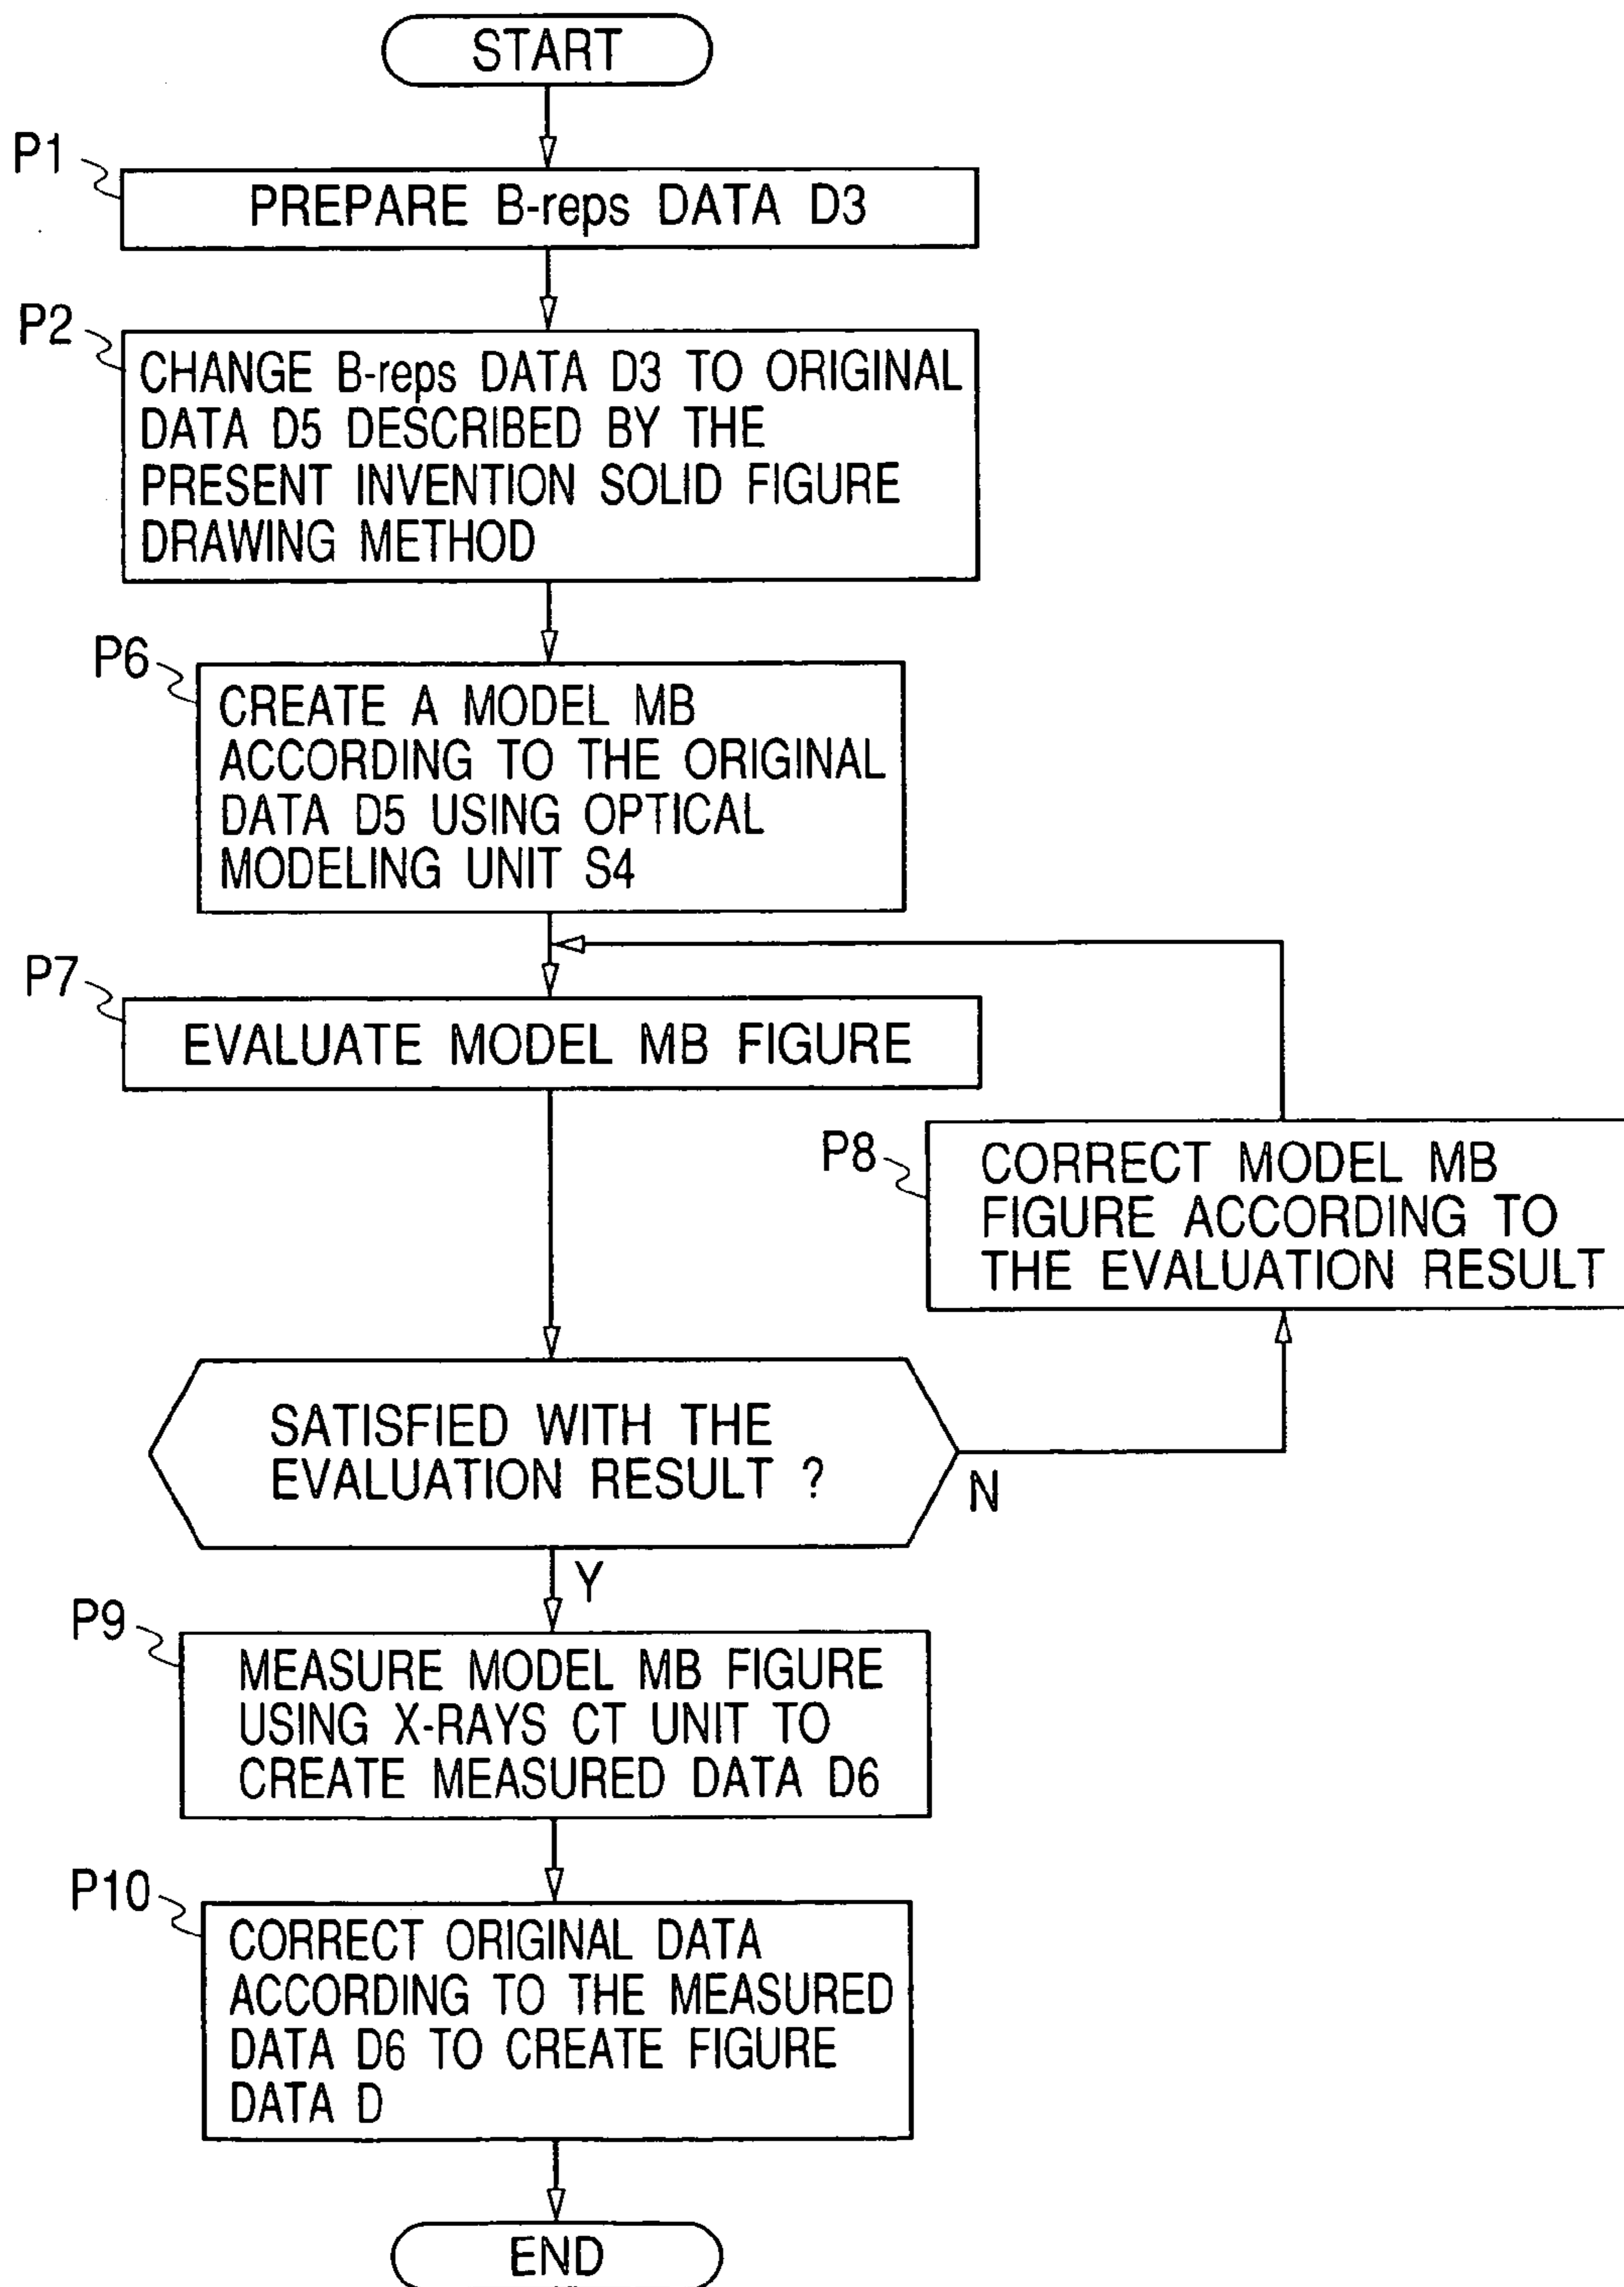 START
P1
PREPARE B-reps DATA D3
P2
CHANGE B-reps DATA D3 TO ORIGINAL
DATA D5 DESCRIBED BY THE
PRESENT INVENTION SOLID FIGURE
DRAWING METHOD
P6
CREATE A MODEL MB
ACCORDING TO THE ORIGINAL
DATA D5 USING OPTICAL
MODELING UNIT S4
P7
EVALUATE MODEL MB FIGURE
P8
CORRECT MODEL MB
FIGURE ACCORDING TO
THE EVALUATION RESULT
SATISFIED WITH THE
EVALUATION RESULT ?
N
Y
P9
MEASURE MODEL MB FIGURE
USING X-RAYS CT UNIT TO
CREATE MEASURED DATA D6
P10
CORRECT ORIGINAL DATA
ACCORDING TO THE MEASURED
DATA D6 TO CREATE FIGURE
DATA D
END